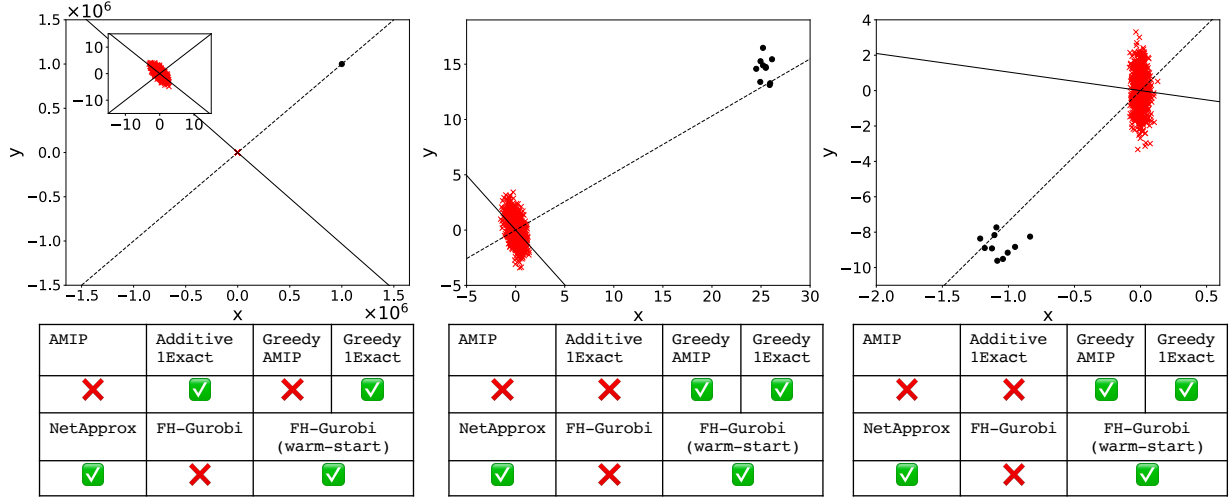 ×10⁶
1.5
1.0
0.5
0.0
−0.5
−1.0
−1.5
y
10
0
−10
−10 0 10
−1.5 −1.0 −0.5 0.0 0.5 1.0 1.5
x ×10⁶
15
10
5
0
−5
y
−5 0 5 10 15 20 25 30
x
4
2
0
−2
−4
−6
−8
−10
y
−2.0 −1.5 −1.0 −0.5 0.0 0.5
x
AMIP Additive Greedy Greedy
1Exact AMIP 1Exact
NetApprox FH-Gurobi FH-Gurobi
(warm-start)
AMIP Additive Greedy Greedy
1Exact AMIP 1Exact
NetApprox FH-Gurobi FH-Gurobi
(warm-start)
AMIP Additive Greedy Greedy
1Exact AMIP 1Exact
NetApprox FH-Gurobi FH-Gurobi
(warm-start)